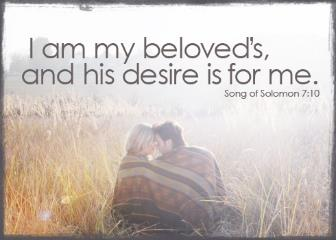 I am my beloved's,
and his desire is for me.
Song of Solomon 7:10